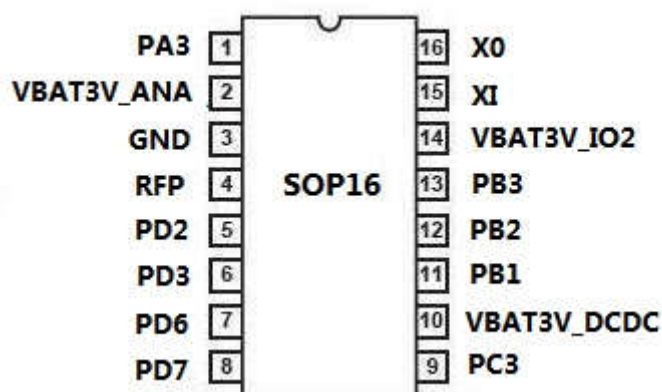 PA3 1 16 X0
VBAT3V_ANA 2 15 XI
GND 3 14 VBAT3V_IO2
RFP 4 SOP16 13 PB3
PD2 5 12 PB2
PD3 6 11 PB1
PD6 7 10 VBAT3V_DCDC
PD7 8 9 PC3